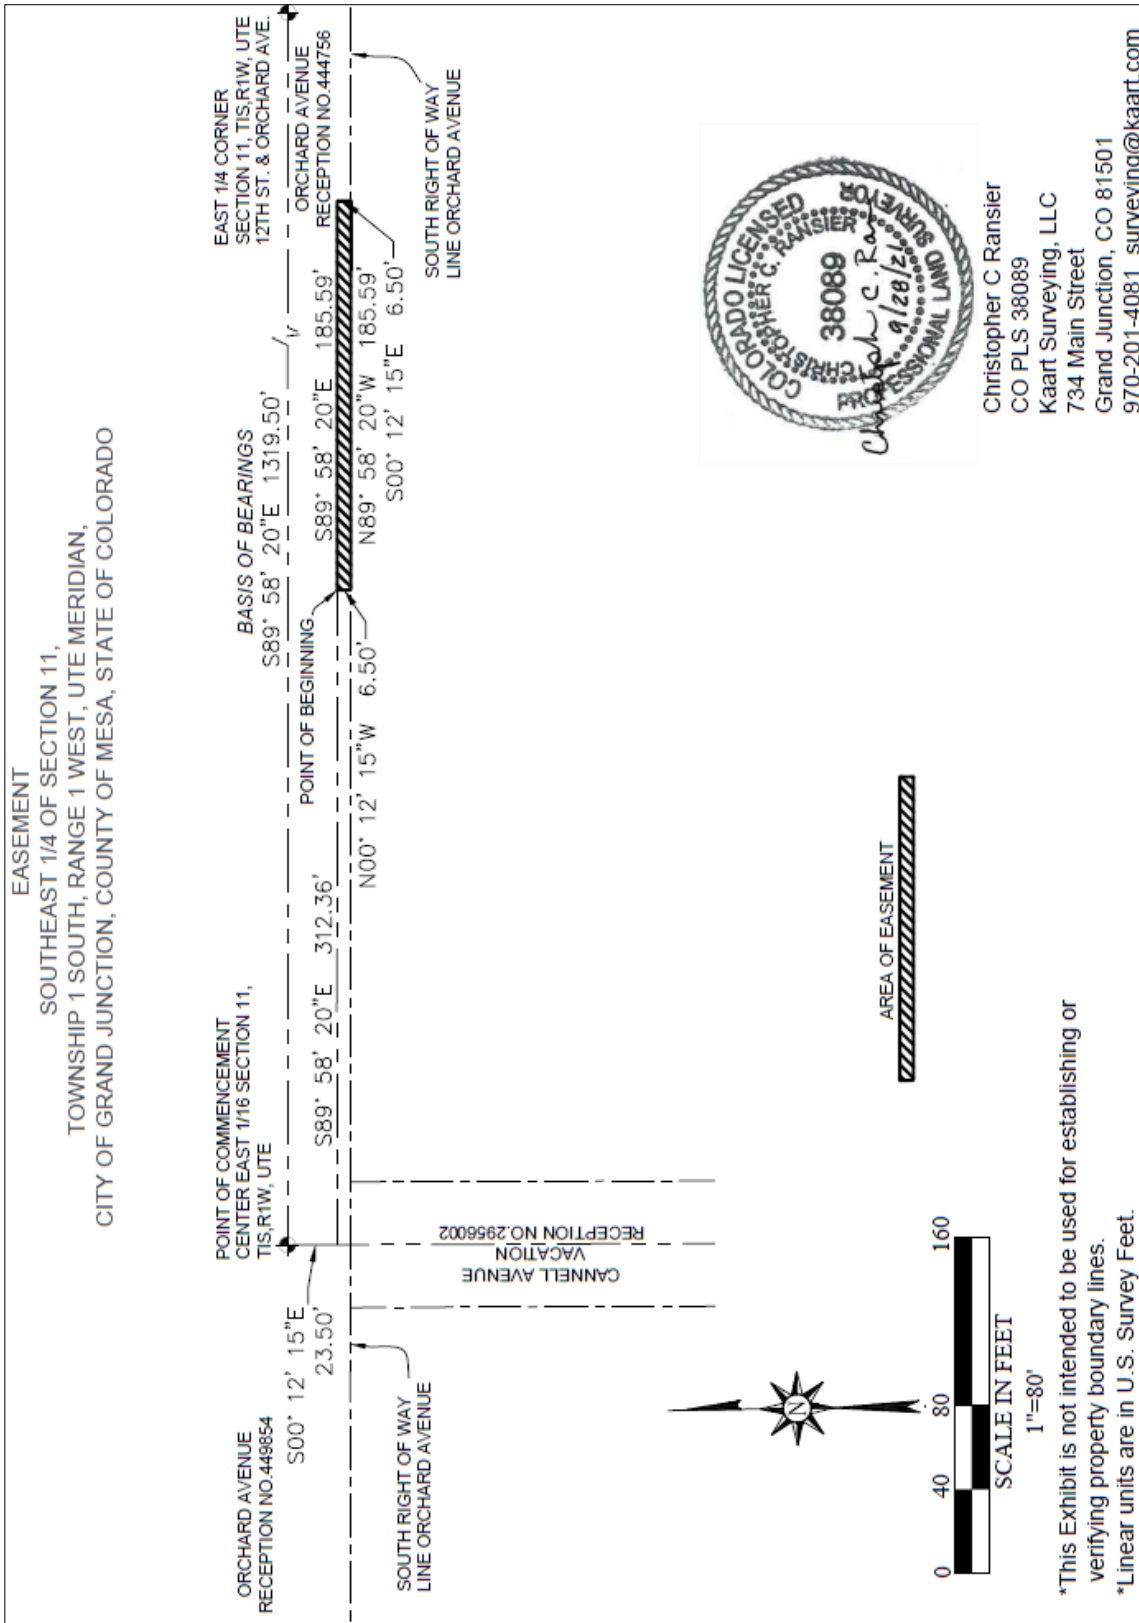 EASEMENT
SOUTHEAST 1/4 OF SECTION 11,
TOWNSHIP 1 SOUTH, RANGE 1 WEST, UTE MERIDIAN,
CITY OF GRAND JUNCTION, COUNTY OF MESA, STATE OF COLORADO
POINT OF COMMENCEMENT
CENTER EAST 1/16 SECTION 11,
TIS,R1W, UTE
EAST 1/4 CORNER
SECTION 11, TIS,R1W, UTE
12TH ST. & ORCHARD AVE.
BASIS OF BEARINGS
S89° 58' 20"E 1319.50'
ORCHARD AVENUE
RECEPTION NO.449854
S00° 12' 15"E
23.50'
S89° 58' 20"E 312.36'
POINT OF BEGINNING
ORCHARD AVENUE
RECEPTION NO.444756
S89° 58' 20"E 185.59'
N89° 58' 20"W 185.59'
S00° 12' 15"E 6.50'
N00° 12' 15"W 6.50'
SOUTH RIGHT OF WAY
LINE ORCHARD AVENUE
SOUTH RIGHT OF WAY
LINE ORCHARD AVENUE
CANNELL AVENUE
VACATION
RECEPTION NO.2956002
N
AREA OF EASEMENT
COLORADO LICENSED
CHRISTOPHER C. RANSIER
38089
9/28/21
PROFESSIONAL LAND SURVEYOR
Christopher C Ransier
CO PLS 38089
Kaart Surveying, LLC
734 Main Street
Grand Junction, CO 81501
970-201-4081 surveying@kaart.com
0 40 80 160
SCALE IN FEET
1"=80'
*This Exhibit is not intended to be used for establishing or
verifying property boundary lines.
*Linear units are in U.S. Survey Feet.